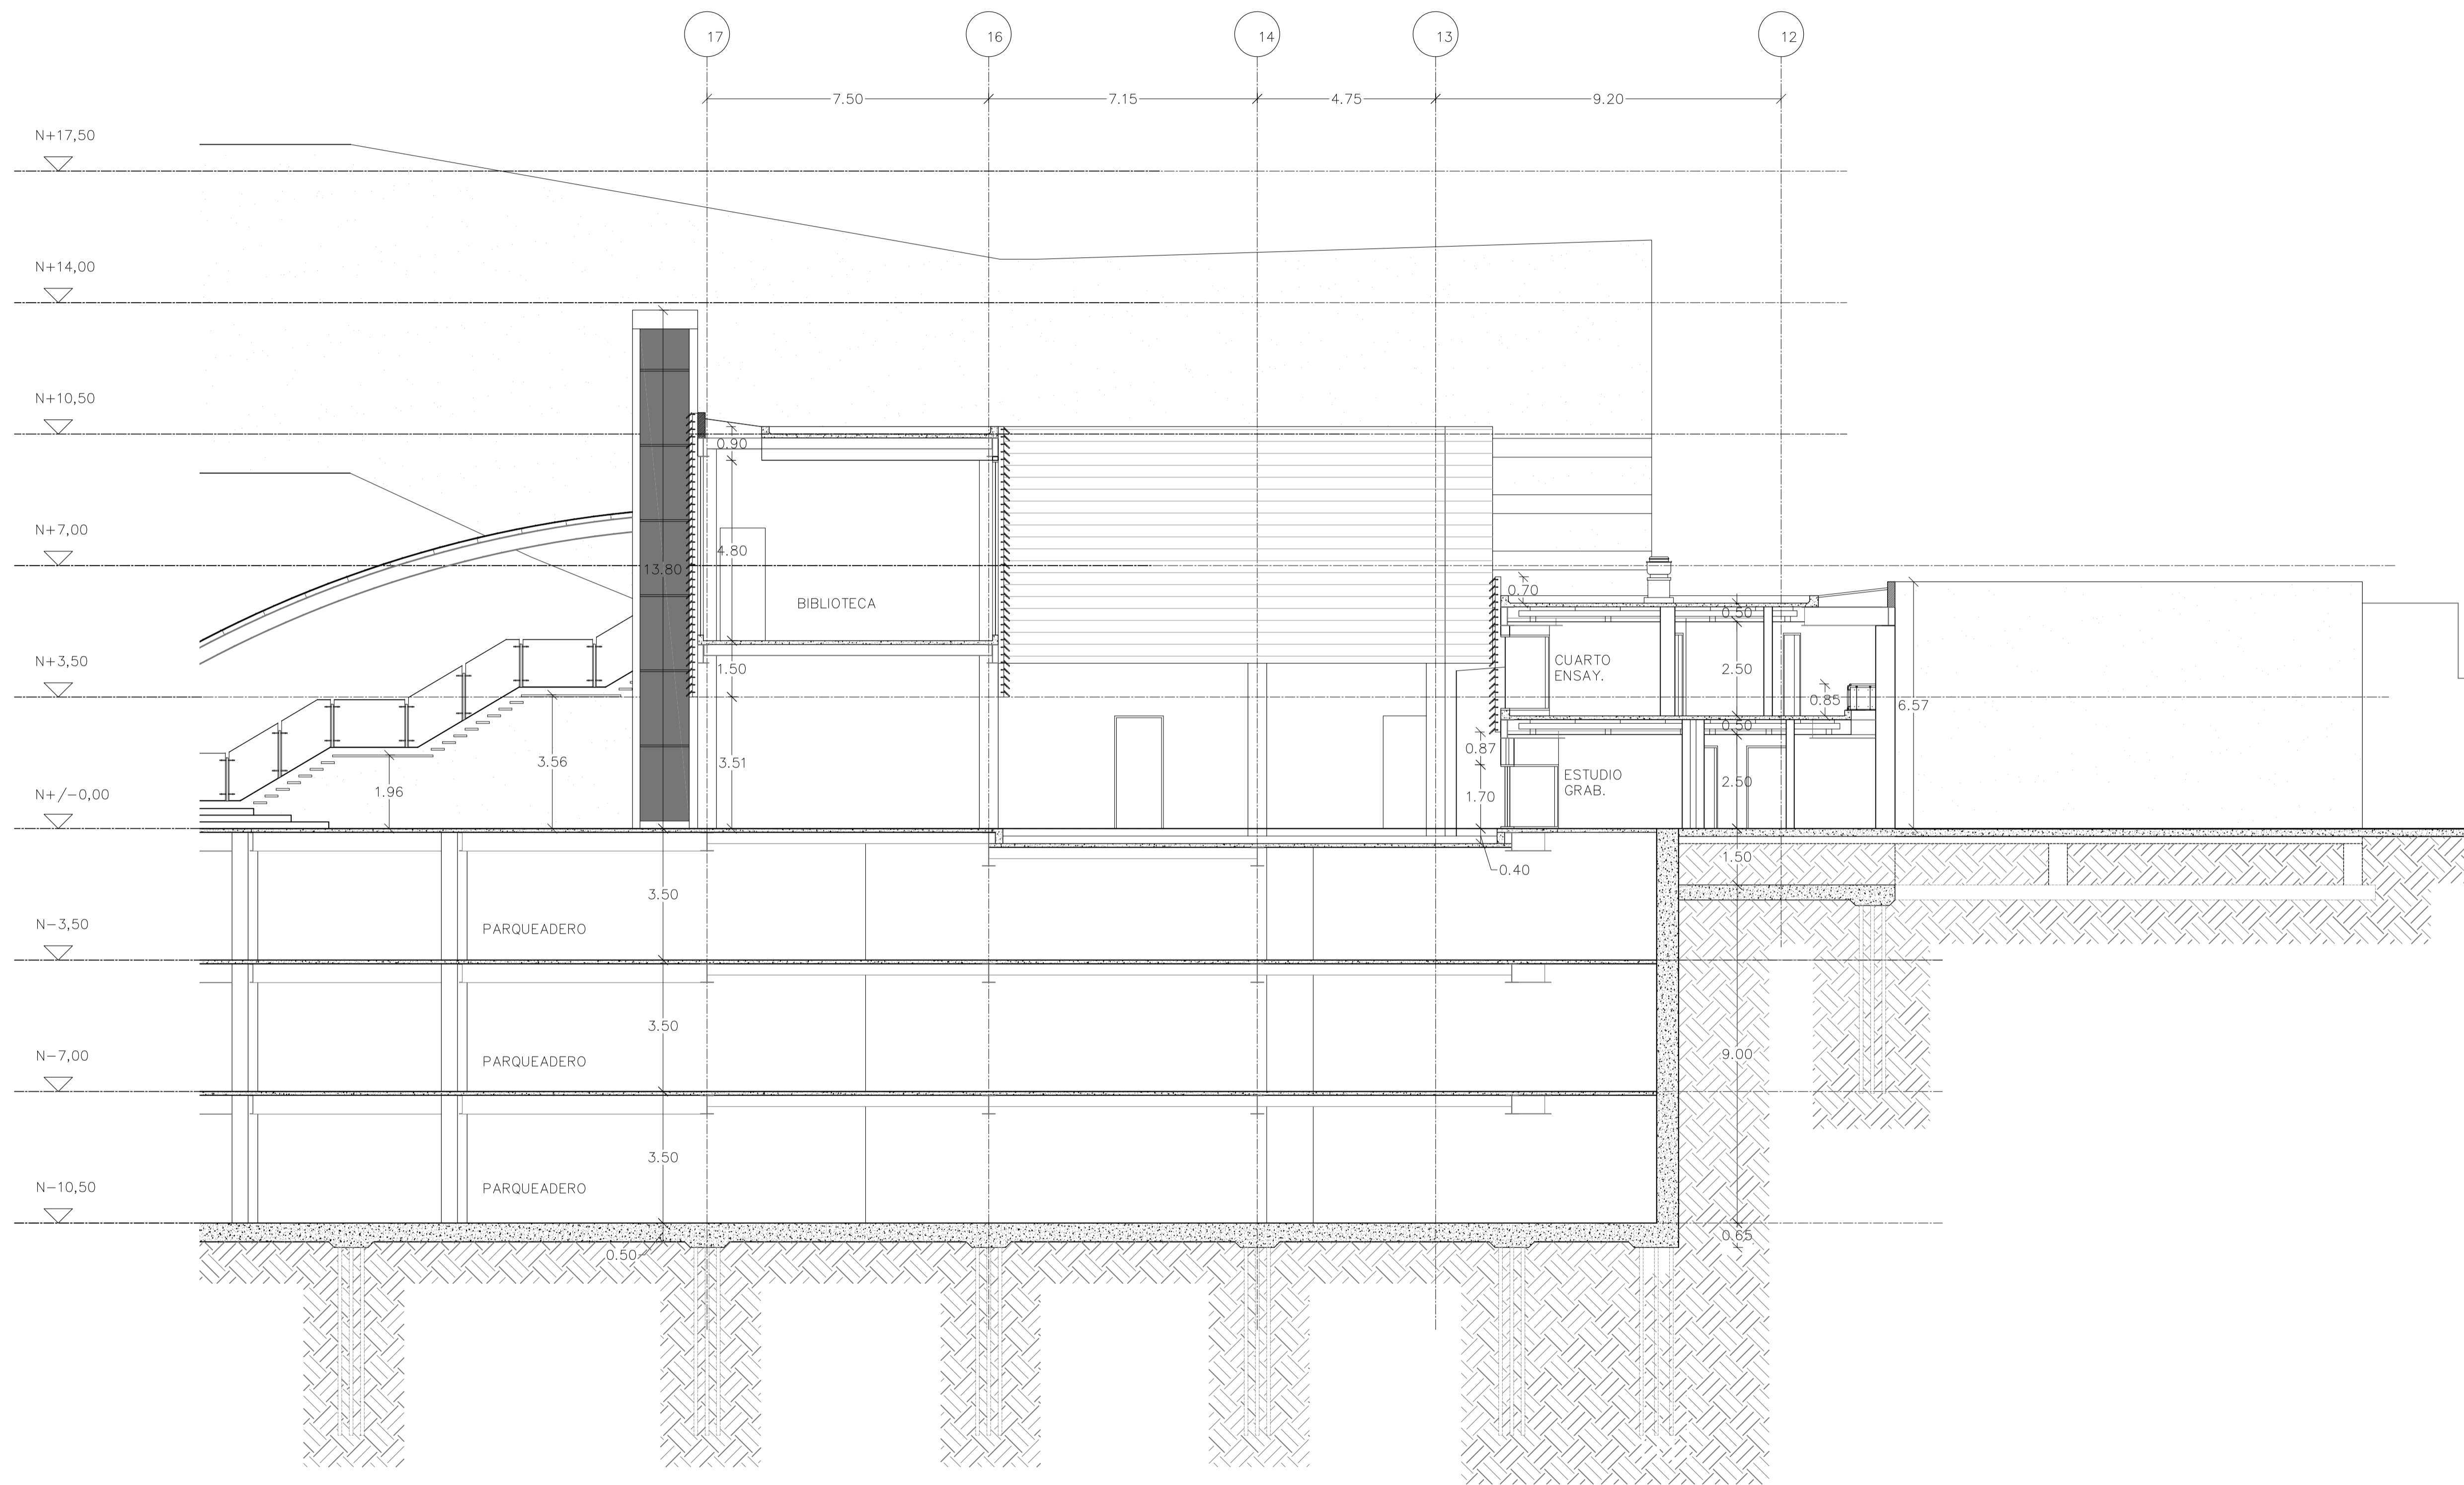 17
16
14
13
12
7.50
7.15
4.75
9.20
N+17,50
N+14,00
N+10,50
0.90
N+7,00
4.80
13.80
0.70
BIBLIOTECA
0.50
N+3,50
CUARTO
ENSAY.
1.50
2.50
0.85
6.57
0.50
0.87
3.56
3.51
ESTUDIO
GRAB.
2.50
1.96
1.70
N+/-0,00
1.50
0.40
3.50
N-3,50
PARQUEADERO
3.50
N-7,00
PARQUEADERO
9.00
3.50
N-10,50
PARQUEADERO
0.65
0.50